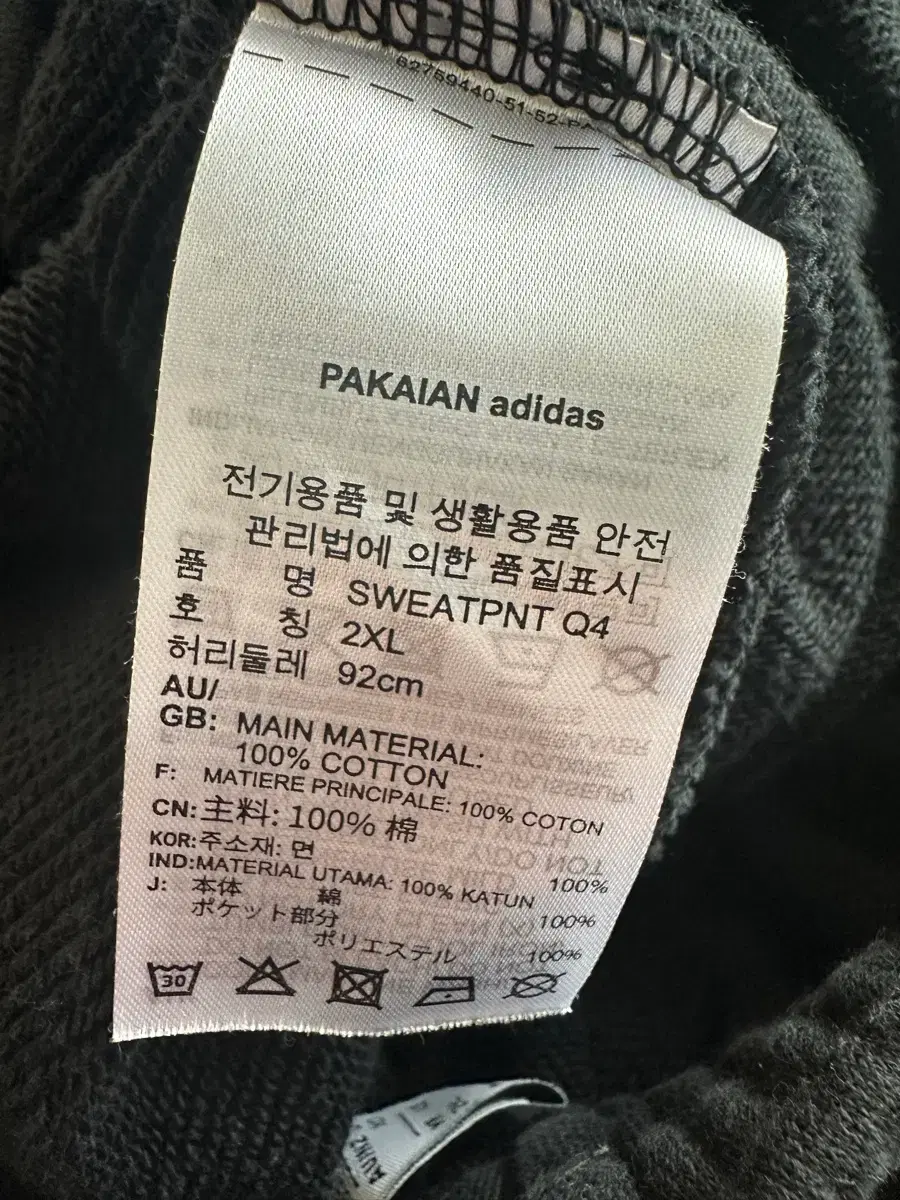 62759440-51-52-PA
PAKAIAN adidas
전기용품 및 생활용품 안전
관리법에 의한 품질표시
품 명 SWEATPNT Q4
호 칭 2XL
허리둘레 92cm
AU/
GB: MAIN MATERIAL:
100% COTTON
F: MATIERE PRINCIPALE: 100% COTON
CN: 主料: 100% 棉
KOR: 주소재: 면 100%
IND: MATERIAL UTAMA: 100% KATUN
J: 本体 綿 100%
ポケット部分
ポリエステル 100%
30